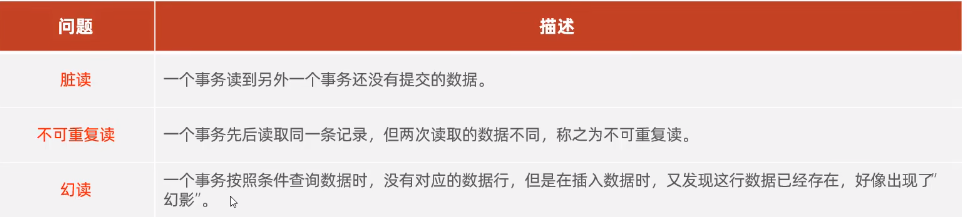 问题 描述
脏读 一个事务读到另外一个事务还没有提交的数据。
不可重复读 一个事务先后读取同一条记录，但两次读取的数据不同，称之为不可重复读。
幻读 一个事务按照条件查询数据时，没有对应的数据行，但是在插入数据时，又发现这行数据已经存在，好像出现了"
幻影”。